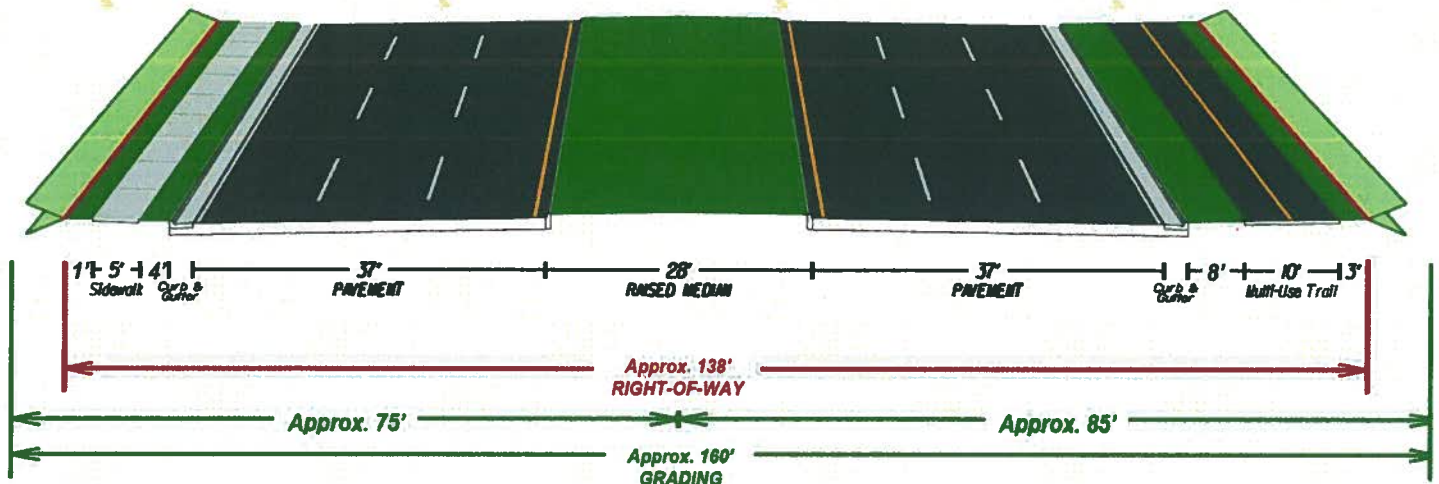 1' 5' 4' 37' 28' 37' 8' 10' 3'
Sidewalk Curb & Gutter PAVEMENT RAISED MEDIAN PAVEMENT Curb & Gutter Multi-Use Trail
Approx. 138'
RIGHT-OF-WAY
Approx. 75' Approx. 85'
Approx. 160'
GRADING